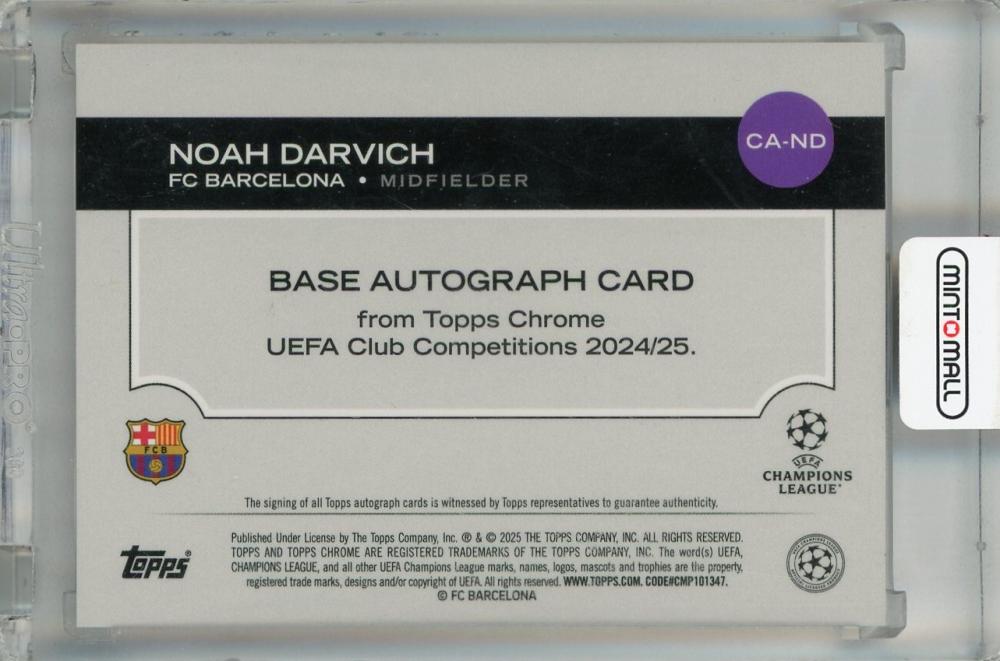 NOAH DARVICH
FC BARCELONA • MIDFIELDER
CA-ND
BASE AUTOGRAPH CARD
from Topps Chrome
UEFA Club Competitions 2024/25.
FCB
UEFA
CHAMPIONS
LEAGUE
The signing of all Topps autograph cards is witnessed by Topps representatives to guarantee authenticity.
Published Under License by The Topps Company, Inc. ® & © 2025 THE TOPPS COMPANY, INC. ALL RIGHTS RESERVED.
TOPPS AND TOPPS CHROME ARE REGISTERED TRADEMARKS OF THE TOPPS COMPANY, INC. The word(s) UEFA,
CHAMPIONS LEAGUE, and all other UEFA Champions League marks, names, logos, mascots and trophies are the property,
registered trade marks, designs and/or copyright of UEFA. All rights reserved. WWW.TOPPS.COM. CODE#CMP101347.
© FC BARCELONA
Topps®
UltraPRO®
MINT MALL